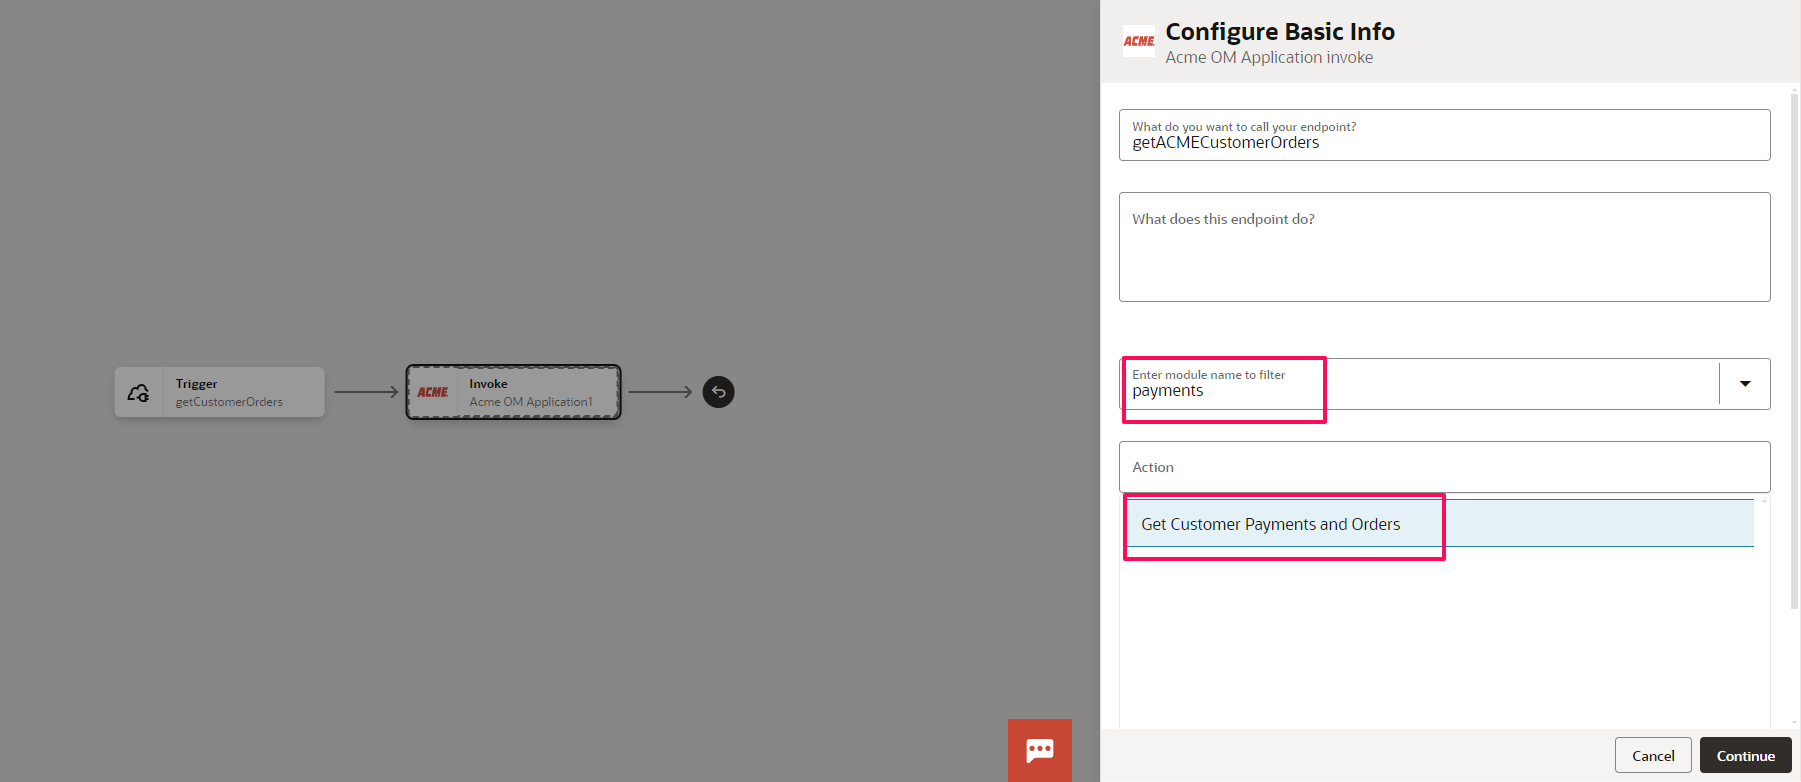 Trigger
getCustomerOrders
ACME
Invoke
Acme OM Application1
ACME
Configure Basic Info
Acme OM Application invoke
What do you want to call your endpoint?
getACMECustomerOrders
What does this endpoint do?
Enter module name to filter
payments
Action
Get Customer Payments and Orders
Cancel
Continue